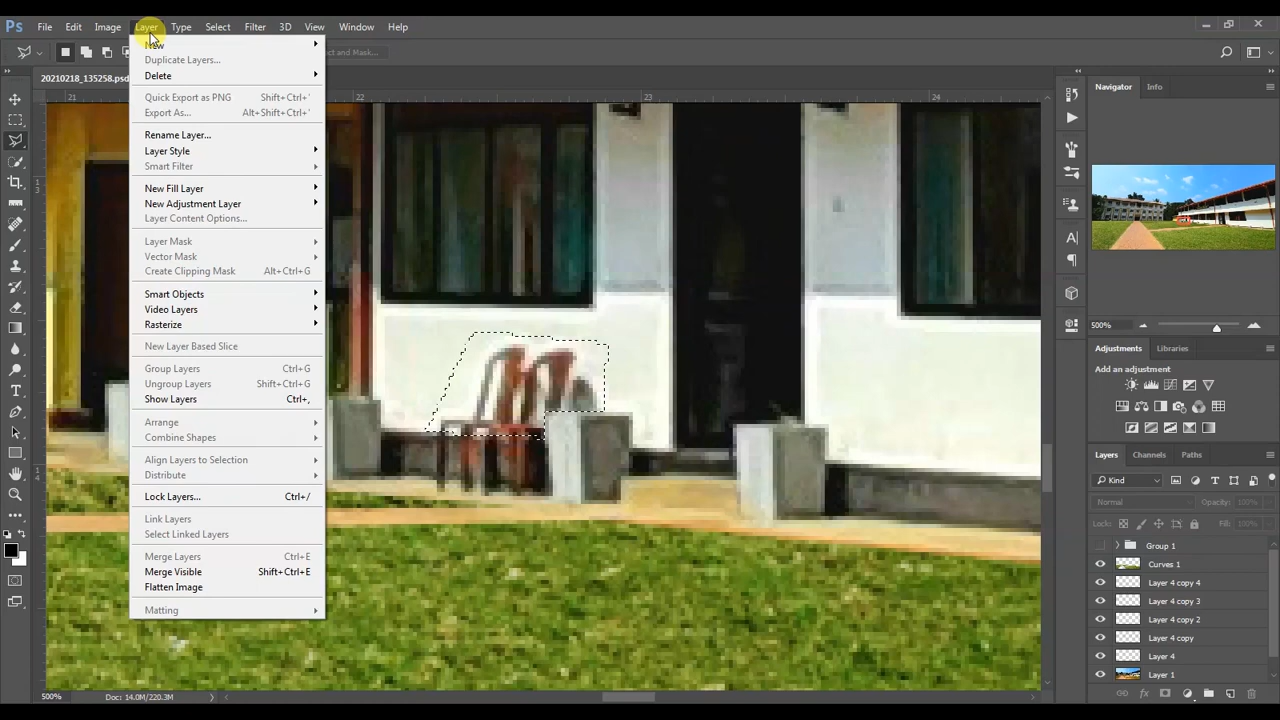 Ps File Edit Image Layer Type Select Filter 3D View Window Help
ct and Mask...
20210218_135258.psd
21 22 23 24
New
Duplicate Layers...
Delete
Quick Export as PNG Shift+Ctrl+'
Export As... Alt+Shift+Ctrl+'
Rename Layer...
Layer Style
Smart Filter
New Fill Layer
New Adjustment Layer
Layer Content Options...
Layer Mask
Vector Mask
Create Clipping Mask Alt+Ctrl+G
Smart Objects
Video Layers
Rasterize
New Layer Based Slice
Group Layers Ctrl+G
Ungroup Layers Shift+Ctrl+G
Show Layers Ctrl+,
Arrange
Combine Shapes
Align Layers to Selection
Distribute
Lock Layers... Ctrl+/
Link Layers
Select Linked Layers
Merge Layers Ctrl+E
Merge Visible Shift+Ctrl+E
Flatten Image
Matting
13
14
500% Doc: 14.0M/220.3M
Navigator Info
500%
Adjustments Libraries
Add an adjustment
Layers Channels Paths
Kind
Normal Opacity: 100%
Lock: Fill: 100%
Group 1
Curves 1
Layer 4 copy 4
Layer 4 copy 3
Layer 4 copy 2
Layer 4 copy
Layer 4
Layer 1